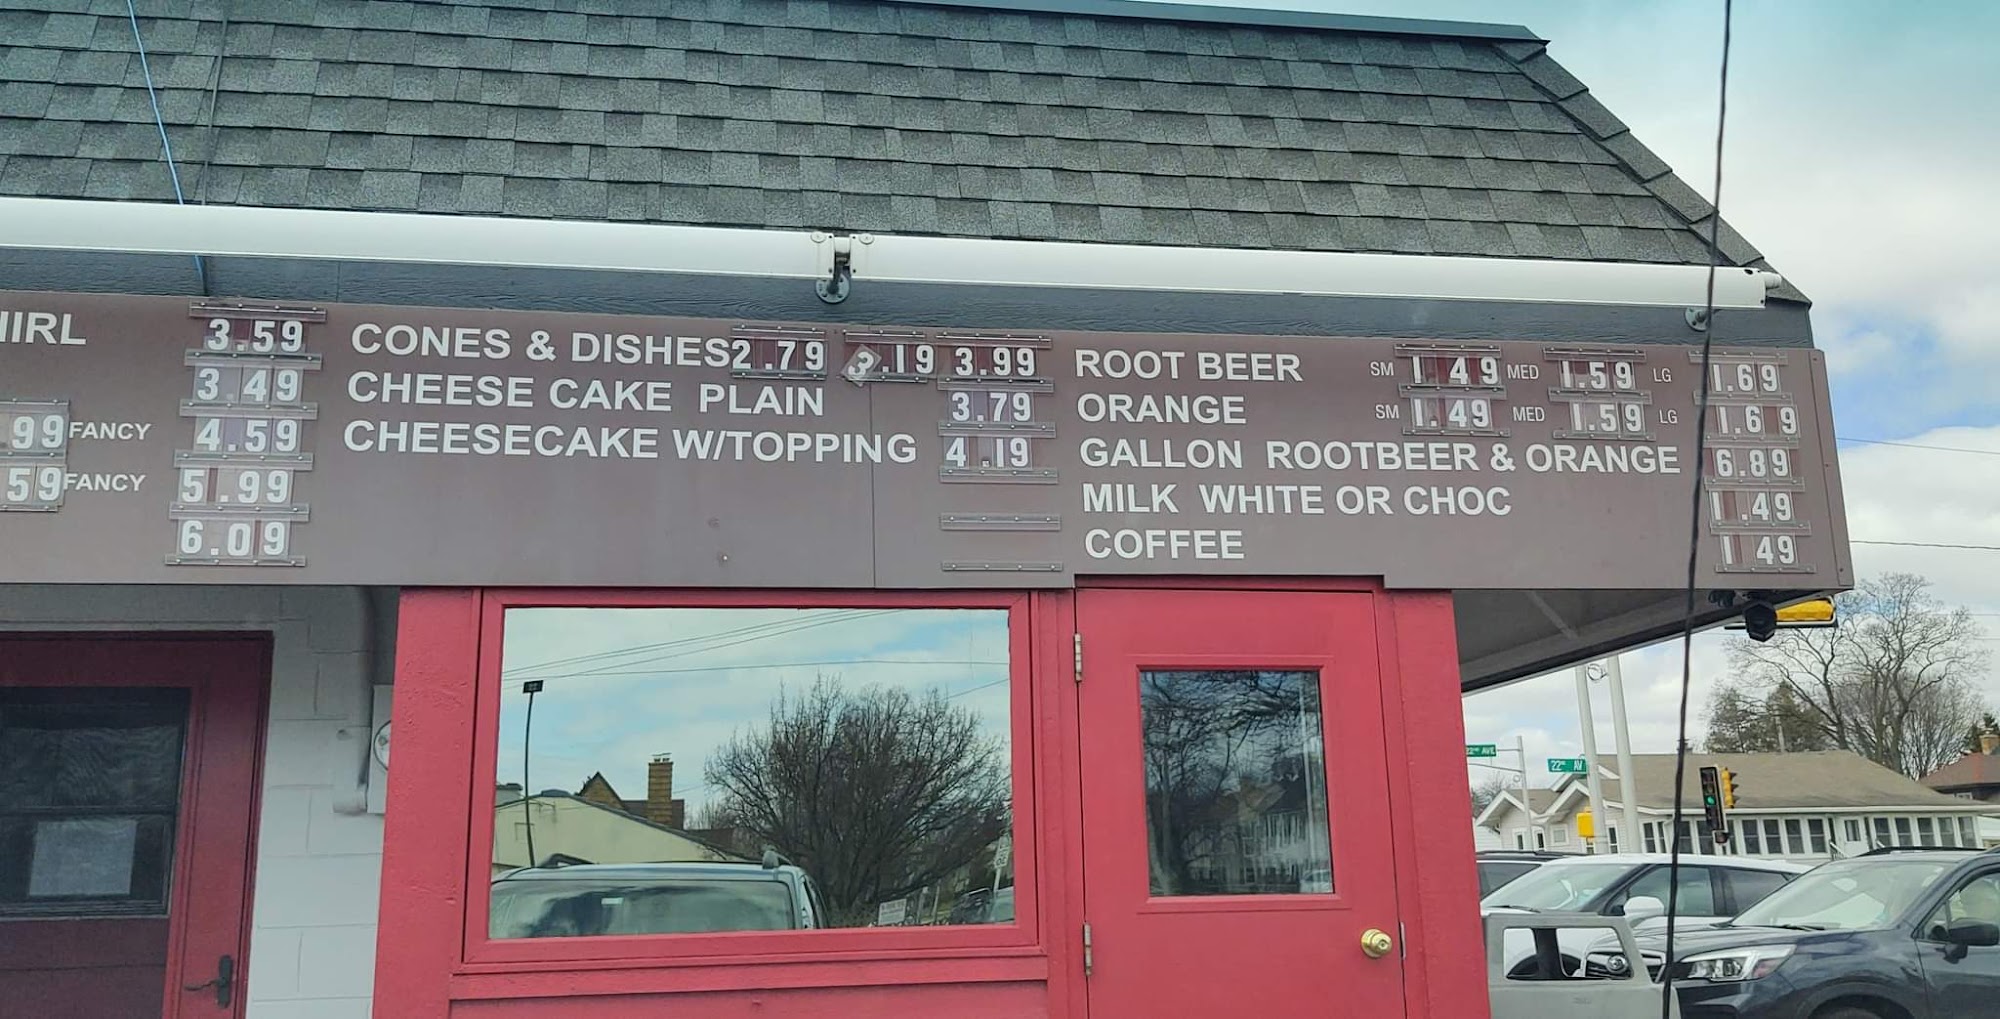 HIRL 3.59
3.49
.99 FANCY 4.59
59 FANCY 5.99
6.09
CONES & DISHES 2.79 3.19 3.99
CHEESE CAKE PLAIN 3.79
CHEESECAKE W/TOPPING 4.19
ROOT BEER SM 1.49 MED 1.59 LG 1.69
ORANGE SM 1.49 MED 1.59 LG 1.69
GALLON ROOTBEER & ORANGE 6.89
MILK WHITE OR CHOC 1.49
COFFEE 1 49
22ND AVE
22ND AV